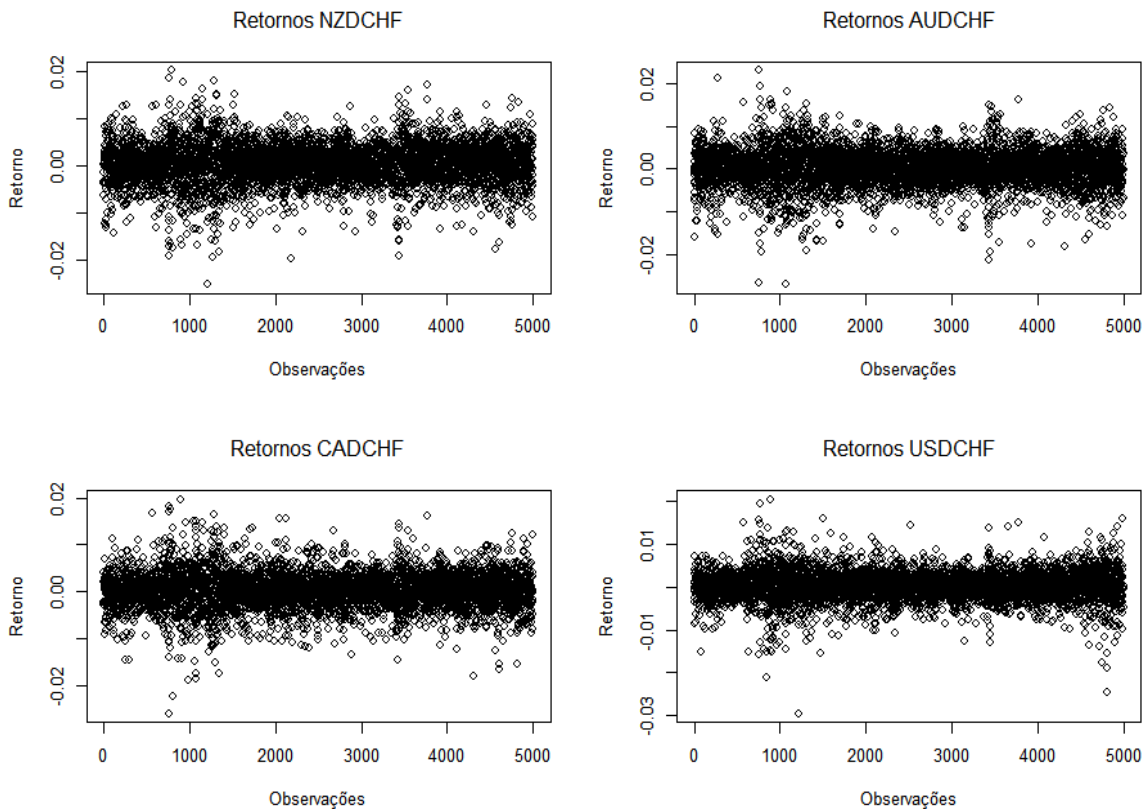 Retornos NZDCHF
Retorno
0.02
0.00
-0.02
0 1000 2000 3000 4000 5000
Observações
Retornos AUDCHF
Retorno
0.02
0.00
-0.02
0 1000 2000 3000 4000 5000
Observações
Retornos CADCHF
Retorno
0.02
0.00
-0.02
0 1000 2000 3000 4000 5000
Observações
Retornos USDCHF
Retorno
0.01
-0.01
-0.03
0 1000 2000 3000 4000 5000
Observações